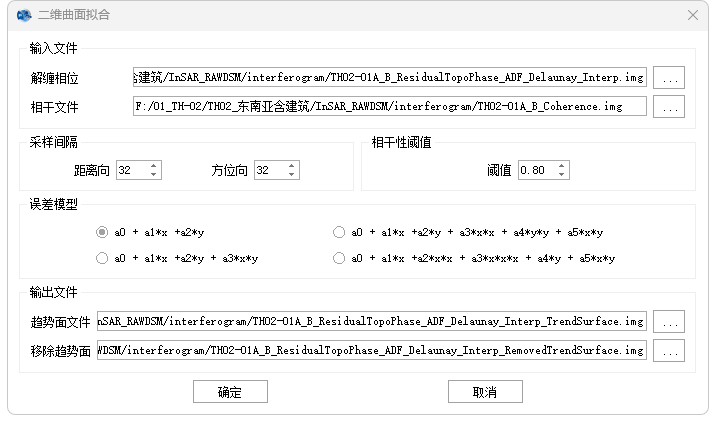 二维曲面拟合
输入文件
解缠相位 含建筑/InSAR_RAWDSM/interferogram/TH02-01A_B_ResidualTopoPhase_ADF_Delaunay_Interp.img ...
相干文件 F:/01_TH-02/TH02_东南亚含建筑/InSAR_RAWDSM/interferogram/TH02-01A_B_Coherence.img ...
采样间隔 相干性阈值
距离向 32 方位向 32 阈值 0.80
误差模型
a0 + a1*x +a2*y a0 + a1*x +a2*y + a3*x*x + a4*y*y + a5*x*y
a0 + a1*x +a2*y + a3*x*y a0 + a1*x +a2*x*x + a3*x*x*x + a4*y + a5*x*y
输出文件
趋势面文件 nSAR_RAWDSM/interferogram/TH02-01A_B_ResidualTopoPhase_ADF_Delaunay_Interp_TrendSurface.img ...
移除趋势面 WDSM/interferogram/TH02-01A_B_ResidualTopoPhase_ADF_Delaunay_Interp_RemovedTrendSurface.img ...
确定 取消